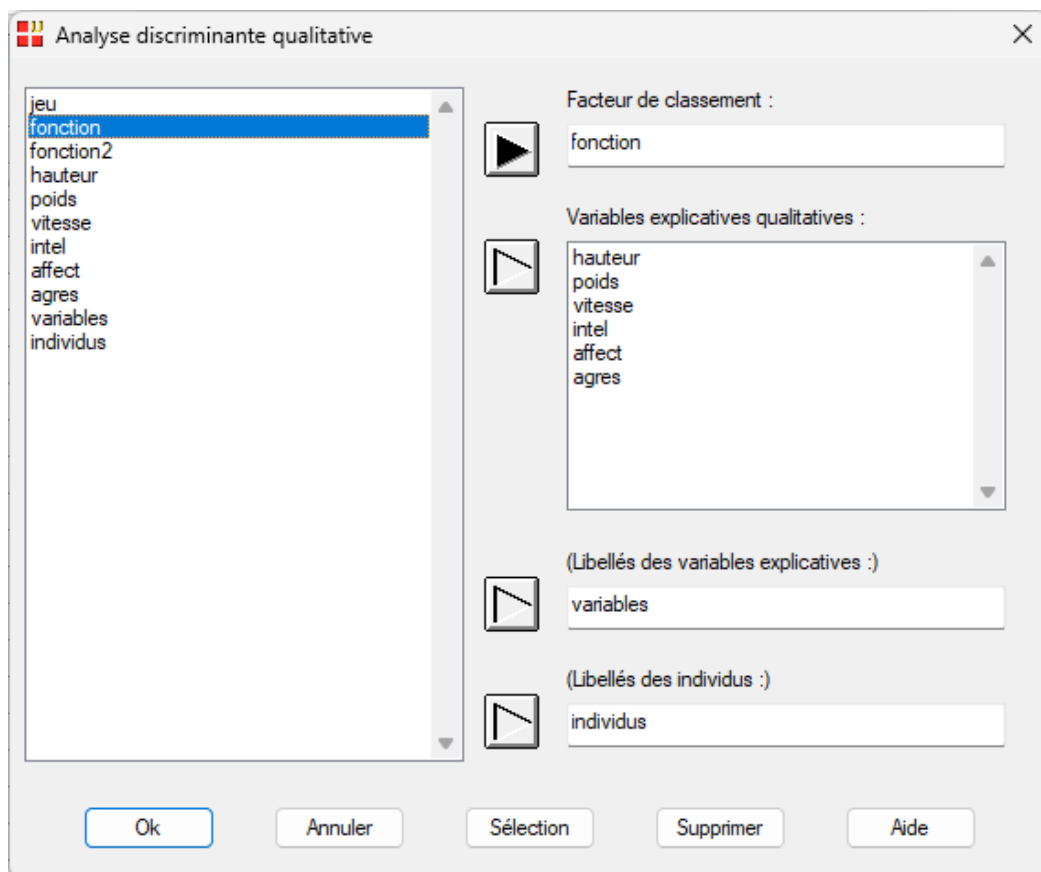 Analyse discriminante qualitative
jeu
fonction
fonction2
hauteur
poids
vitesse
intel
affect
agres
variables
individus
Facteur de classement :
fonction
Variables explicatives qualitatives :
hauteur
poids
vitesse
intel
affect
agres
(Libellés des variables explicatives :)
variables
(Libellés des individus :)
individus
Ok
Annuler
Sélection
Supprimer
Aide